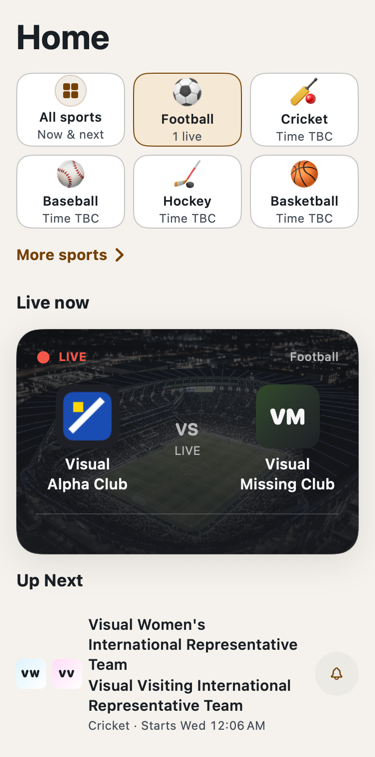 Home
All sports
Now & next
Football
1 live
Cricket
Time TBC
Baseball
Time TBC
Hockey
Time TBC
Basketball
Time TBC
More sports
Live now
LIVE
Football
VM
VS
LIVE
Visual
Alpha Club
Visual
Missing Club
Up Next
VW
VV
Visual Women's
International Representative
Team
Visual Visiting International
Representative Team
Cricket · Starts Wed 12:06 AM